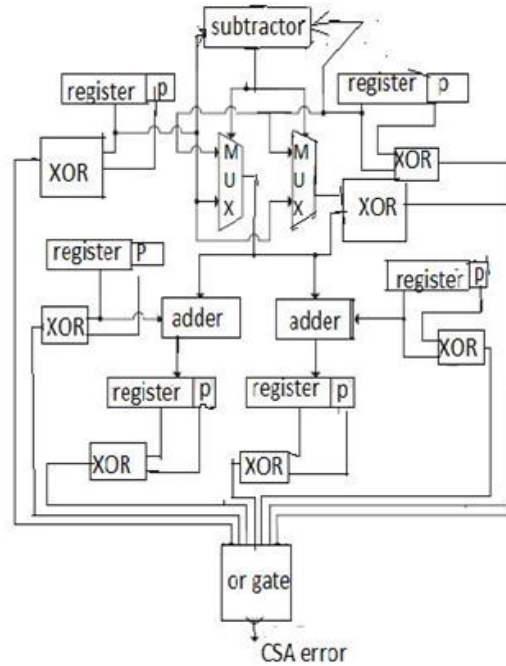 subtractor
register p
register p
XOR
M
U
X
M
U
X
XOR
XOR
register P
register p
XOR
adder
adder
XOR
register p
register p
XOR
XOR
or gate
CSA error